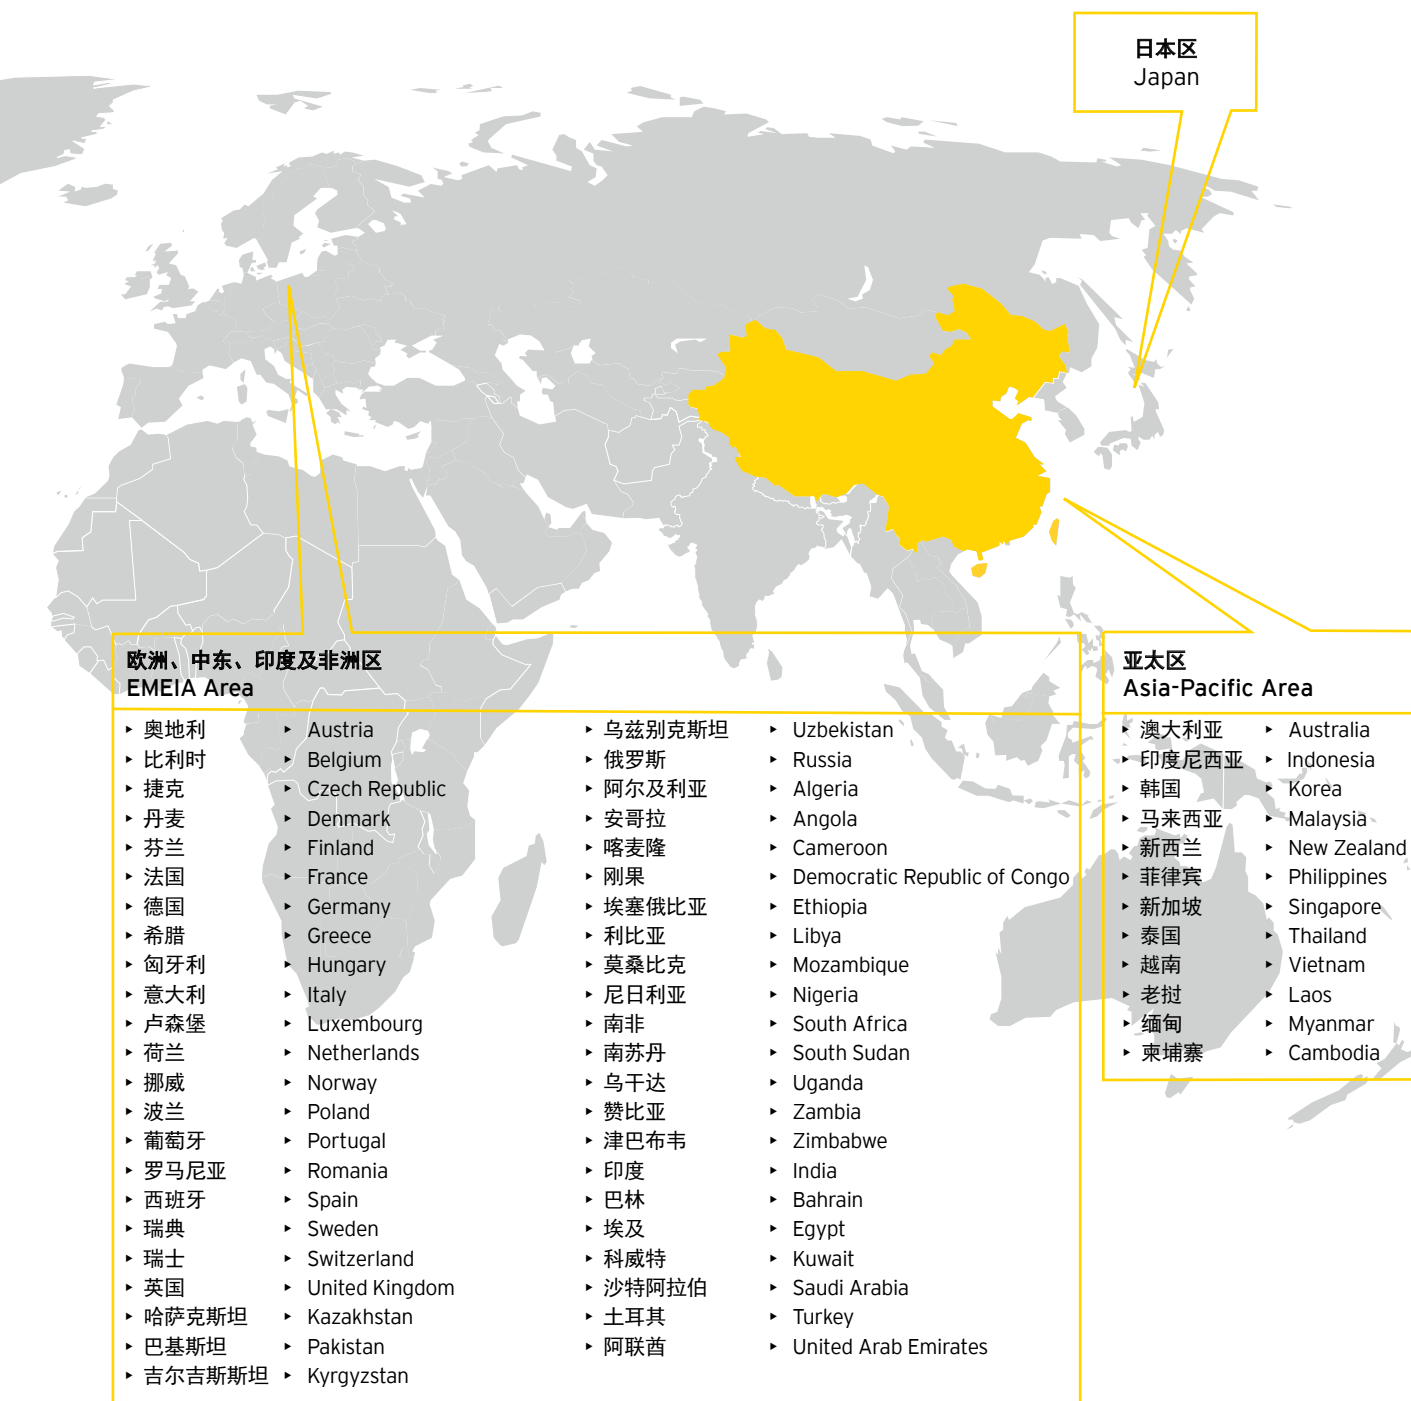 日本区
Japan
欧洲、中东、印度及非洲区
EMEIA Area
‣ 奥地利 ‣ Austria
‣ 比利时 ‣ Belgium
‣ 捷克 ‣ Czech Republic
‣ 丹麦 ‣ Denmark
‣ 芬兰 ‣ Finland
‣ 法国 ‣ France
‣ 德国 ‣ Germany
‣ 希腊 ‣ Greece
‣ 匈牙利 ‣ Hungary
‣ 意大利 ‣ Italy
‣ 卢森堡 ‣ Luxembourg
‣ 荷兰 ‣ Netherlands
‣ 挪威 ‣ Norway
‣ 波兰 ‣ Poland
‣ 葡萄牙 ‣ Portugal
‣ 罗马尼亚 ‣ Romania
‣ 西班牙 ‣ Spain
‣ 瑞典 ‣ Sweden
‣ 瑞士 ‣ Switzerland
‣ 英国 ‣ United Kingdom
‣ 哈萨克斯坦 ‣ Kazakhstan
‣ 巴基斯坦 ‣ Pakistan
‣ 吉尔吉斯斯坦 ‣ Kyrgyzstan
‣ 乌兹别克斯坦 ‣ Uzbekistan
‣ 俄罗斯 ‣ Russia
‣ 阿尔及利亚 ‣ Algeria
‣ 安哥拉 ‣ Angola
‣ 喀麦隆 ‣ Cameroon
‣ 刚果 ‣ Democratic Republic of Congo
‣ 埃塞俄比亚 ‣ Ethiopia
‣ 利比亚 ‣ Libya
‣ 莫桑比克 ‣ Mozambique
‣ 尼日利亚 ‣ Nigeria
‣ 南非 ‣ South Africa
‣ 南苏丹 ‣ South Sudan
‣ 乌干达 ‣ Uganda
‣ 赞比亚 ‣ Zambia
‣ 津巴布韦 ‣ Zimbabwe
‣ 印度 ‣ India
‣ 巴林 ‣ Bahrain
‣ 埃及 ‣ Egypt
‣ 科威特 ‣ Kuwait
‣ 沙特阿拉伯 ‣ Saudi Arabia
‣ 土耳其 ‣ Turkey
‣ 阿联酋 ‣ United Arab Emirates
亚太区
Asia-Pacific Area
‣ 澳大利亚 ‣ Australia
‣ 印度尼西亚 ‣ Indonesia
‣ 韩国 ‣ Korea
‣ 马来西亚 ‣ Malaysia
‣ 新西兰 ‣ New Zealand
‣ 菲律宾 ‣ Philippines
‣ 新加坡 ‣ Singapore
‣ 泰国 ‣ Thailand
‣ 越南 ‣ Vietnam
‣ 老挝 ‣ Laos
‣ 缅甸 ‣ Myanmar
‣ 柬埔寨 ‣ Cambodia